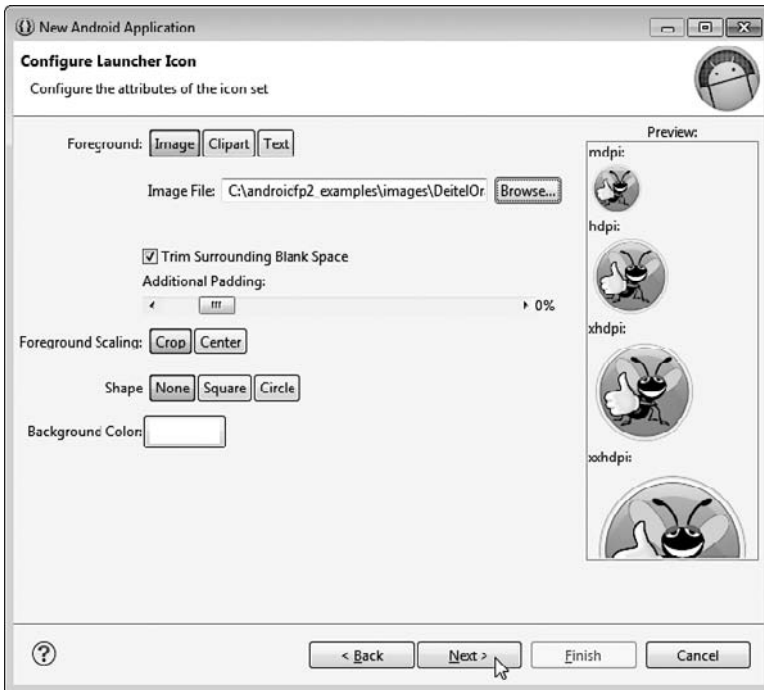 New Android Application
Configure Launcher Icon
Configure the attributes of the icon set
Foreground: Image Clipart Text
Image File: C:\androicfp2_examples\images\DeitelOr Browse...
Trim Surrounding Blank Space
Additional Padding:
0%
Foreground Scaling: Crop Center
Shape None Square Circle
Background Color:
Preview:
mdpi:
hdpi:
xhdpi:
xxhdpi:
? < Back Next > Finish Cancel